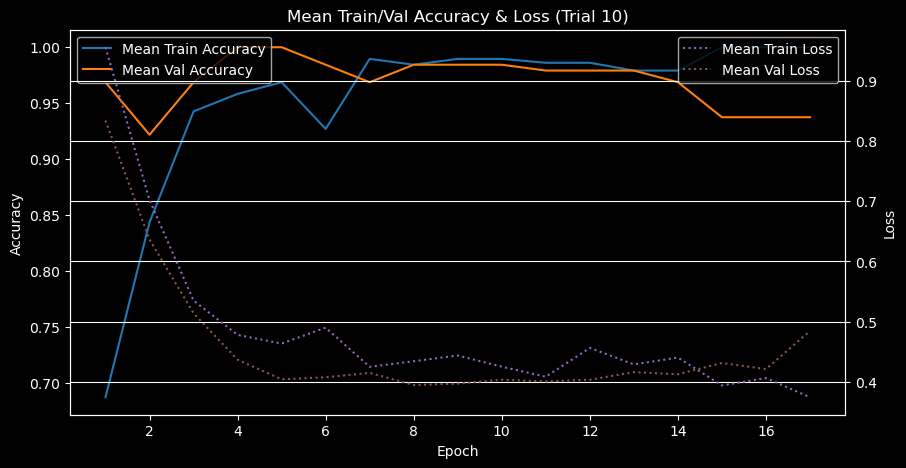 Mean Train/Val Accuracy & Loss (Trial 10)
Mean Train Accuracy
Mean Val Accuracy
Mean Train Loss
Mean Val Loss
Accuracy
1.00
0.95
0.90
0.85
0.80
0.75
0.70
0.9
0.8
0.7
0.6
0.5
0.4
Loss
2 4 6 8 10 12 14 16
Epoch